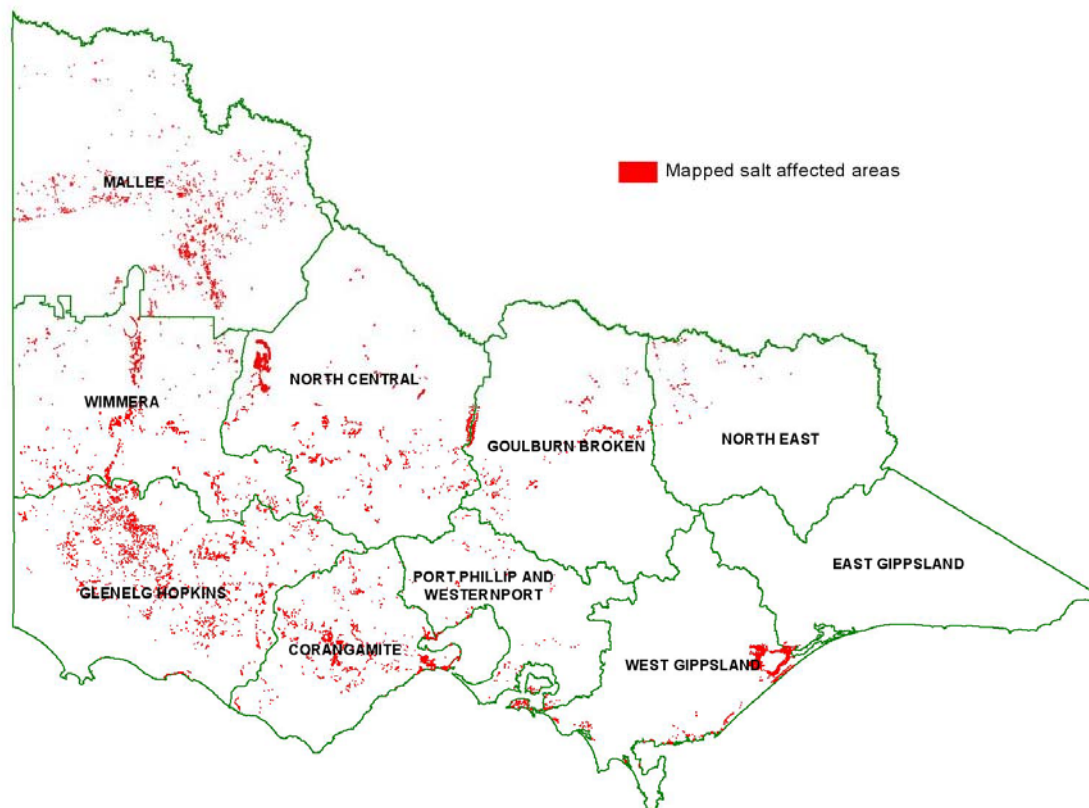 Mapped salt affected areas
MALLEE
NORTH CENTRAL
WIMMERA
GOULBURN BROKEN
NORTH EAST
EAST GIPPSLAND
PORT PHILLIP AND
WESTERNPORT
GLENELG HOPKINS
CORANGAMITE
WEST GIPPSLAND